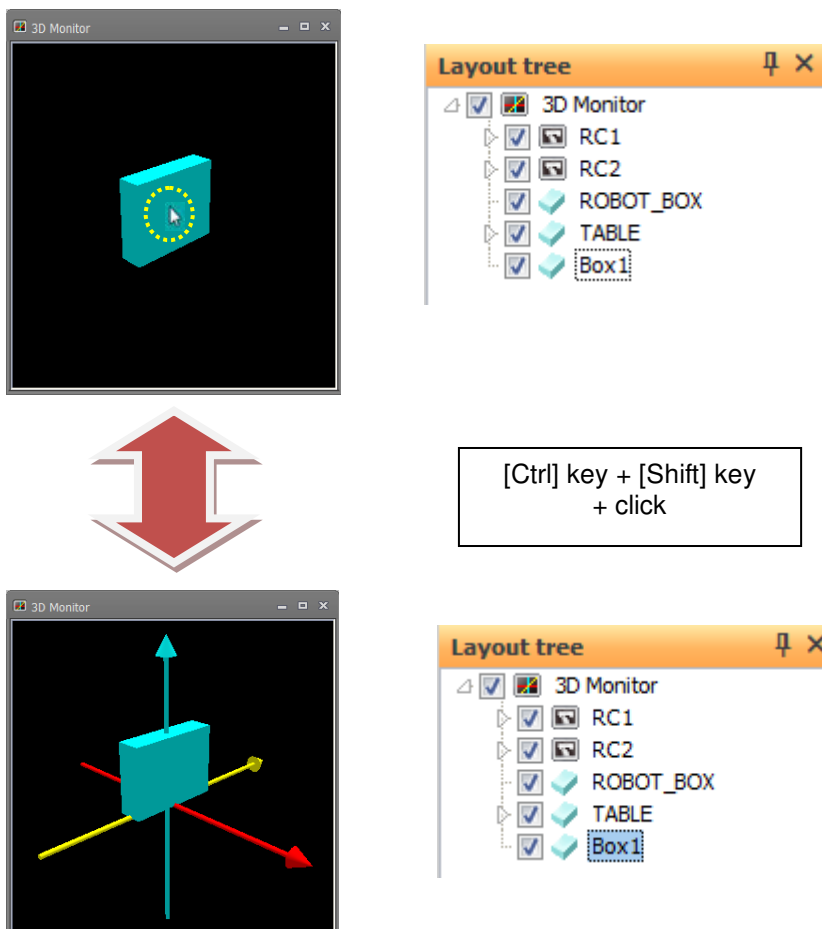 3D Monitor
Layout tree
3D Monitor
RC1
RC2
ROBOT_BOX
TABLE
Box1
[Ctrl] key + [Shift] key
+ click
3D Monitor
Layout tree
3D Monitor
RC1
RC2
ROBOT_BOX
TABLE
Box1